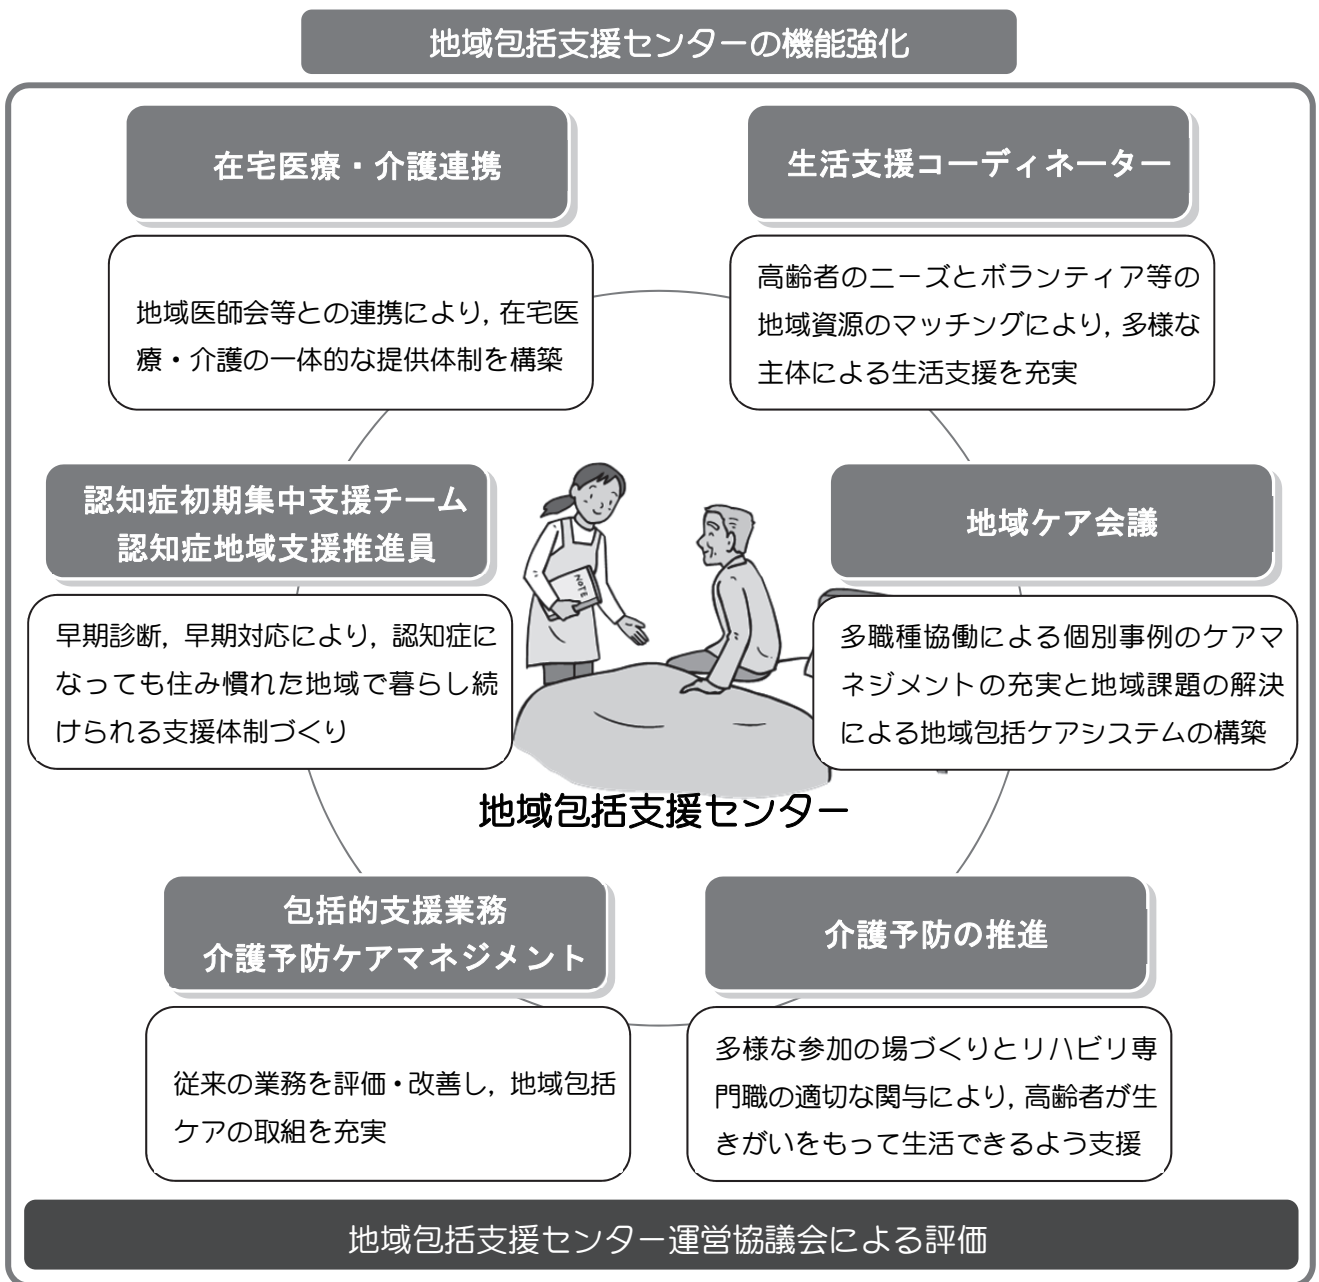 地域包括支援センターの機能強化
在宅医療・介護連携
地域医師会等との連携により, 在宅医
療・介護の一体的な提供体制を構築
生活支援コーディネーター
高齢者のニーズとボランティア等の
地域資源のマッチングにより, 多様な
主体による生活支援を充実
認知症初期集中支援チーム
認知症地域支援推進員
早期診断, 早期対応により, 認知症に
なっても住み慣れた地域で暮らし続
けられる支援体制づくり
NOTE
地域ケア会議
多職種協働による個別事例のケアマ
ネジメントの充実と地域課題の解決
による地域包括ケアシステムの構築
地域包括支援センター
包括的支援業務
介護予防ケアマネジメント
従来の業務を評価・改善し, 地域包括
ケアの取組を充実
介護予防の推進
多様な参加の場づくりとリハビリ専
門職の適切な関与により, 高齢者が生
きがいをもって生活できるよう支援
地域包括支援センター運営協議会による評価